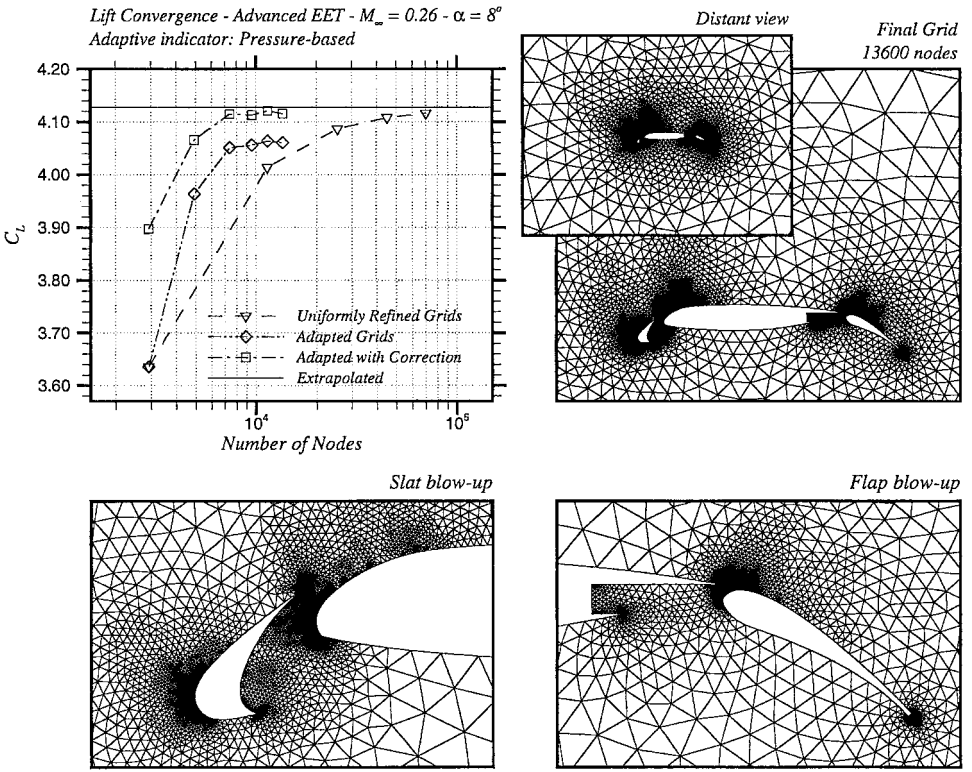 Lift Convergence - Advanced EET - M∞ = 0.26 - α = 8°
Adaptive indicator: Pressure-based
Distant view
Final Grid
13600 nodes
4.20
4.10
4.00
3.90
3.80
3.70
3.60
C_L
Uniformly Refined Grids
Adapted Grids
Adapted with Correction
Extrapolated
10⁴
10⁵
Number of Nodes
Slat blow-up
Flap blow-up